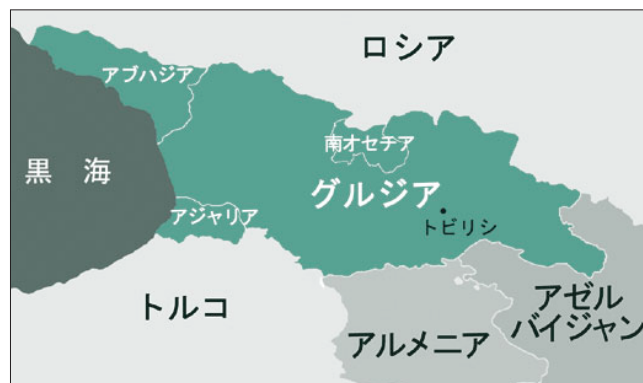 ロシア
アブハジア
南オセチア
黒 海
グルジア
アジャリア
トビリシ
トルコ
アゼル
バイジャン
アルメニア